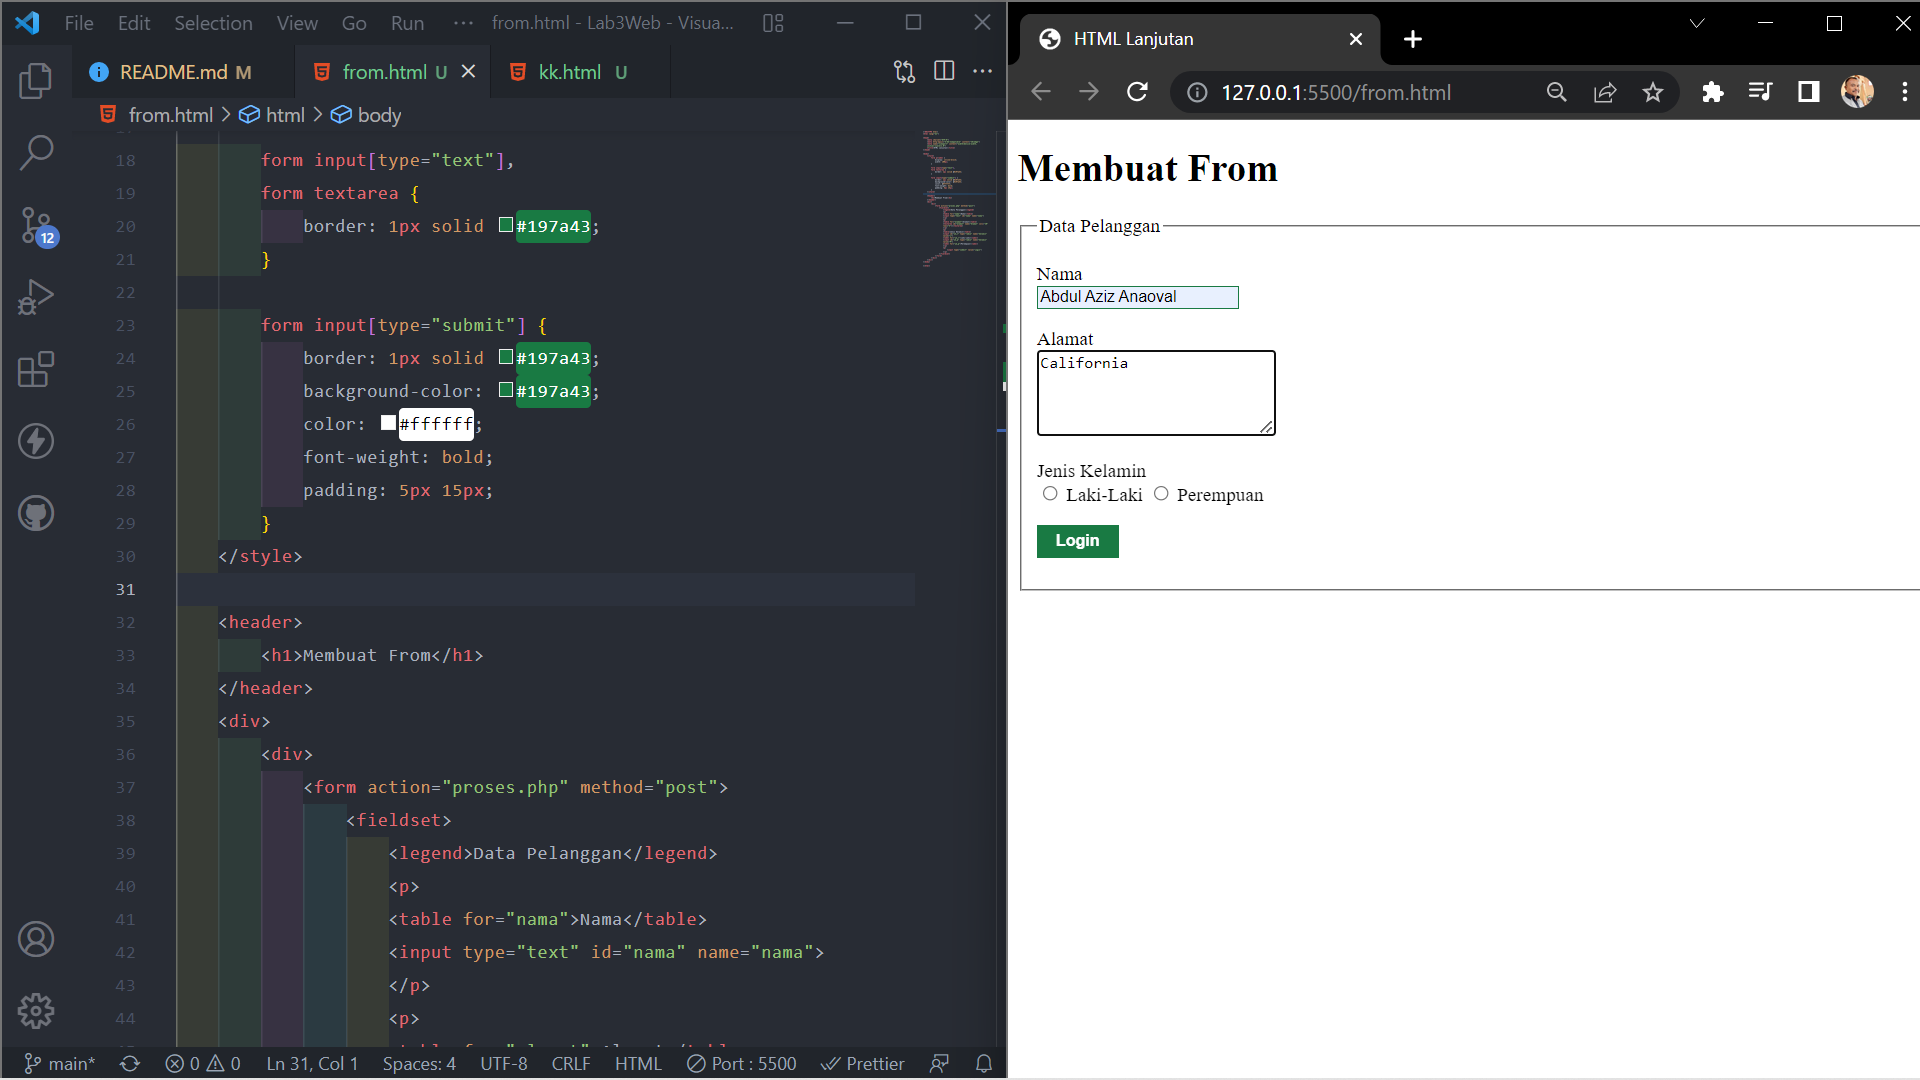 File Edit Selection View Go Run ··· from.html - Lab3Web - Visua...
README.md M from.html U kk.html U
from.html > html > body
18 form input[type="text"],
19 form textarea {
20 border: 1px solid #197a43;
21 }
22
23 form input[type="submit"] {
24 border: 1px solid #197a43;
25 background-color: #197a43;
26 color: #ffffff;
27 font-weight: bold;
28 padding: 5px 15px;
29 }
30 </style>
31
32 <header>
33 <h1>Membuat From</h1>
34 </header>
35 <div>
36 <div>
37 <form action="proses.php" method="post">
38 <fieldset>
39 <legend>Data Pelanggan</legend>
40 <p>
41 <table for="nama">Nama</table>
42 <input type="text" id="nama" name="nama">
43 </p>
44 <p>
12
main* 0 0 Ln 31, Col 1 Spaces: 4 UTF-8 CRLF HTML Port : 5500 Prettier
HTML Lanjutan
127.0.0.1:5500/from.html
Membuat From
Data Pelanggan
Nama
Abdul Aziz Anaoval
Alamat
California
Jenis Kelamin
Laki-Laki Perempuan
Login